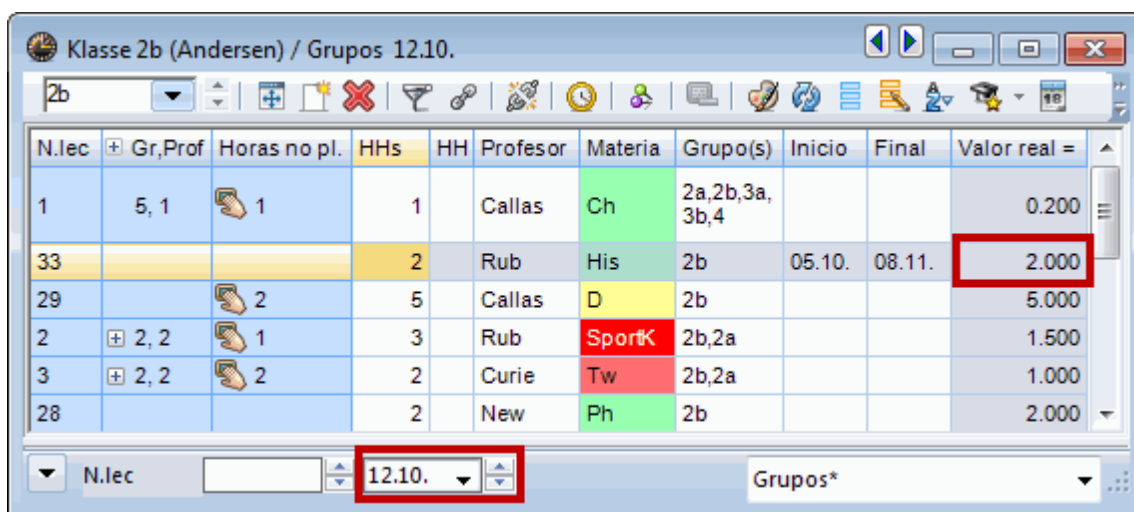 Klasse 2b (Andersen) / Grupos 12.10.
2b
18
N.lec Gr,Prof Horas no pl. HHs HH Profesor Materia Grupo(s) Inicio Final Valor real =
1 5, 1 1 1 Callas Ch 2a,2b,3a, 0.200
3b,4
33 2 Rub His 2b 05.10. 08.11. 2.000
29 2 5 Callas D 2b 5.000
2 2, 2 1 3 Rub SportK 2b,2a 1.500
3 2, 2 2 2 Curie Tw 2b,2a 1.000
28 2 New Ph 2b 2.000
N.lec 12.10. Grupos*